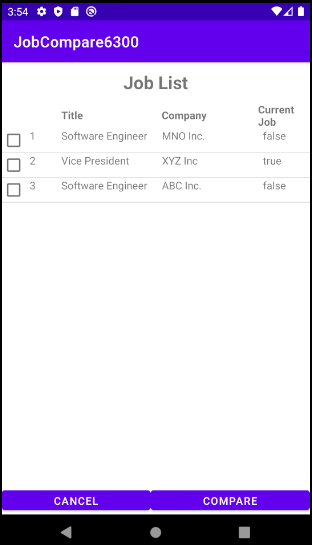 3:54
JobCompare6300
Job List
Title Company Current Job
1 Software Engineer MNO Inc. false
2 Vice President XYZ Inc true
3 Software Engineer ABC Inc. false
CANCEL COMPARE